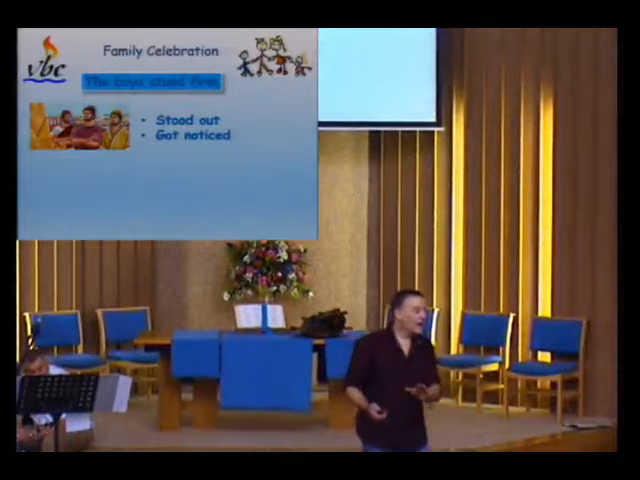 vbc
Family Celebration
The boys stood firm
• Stood out
• Got noticed